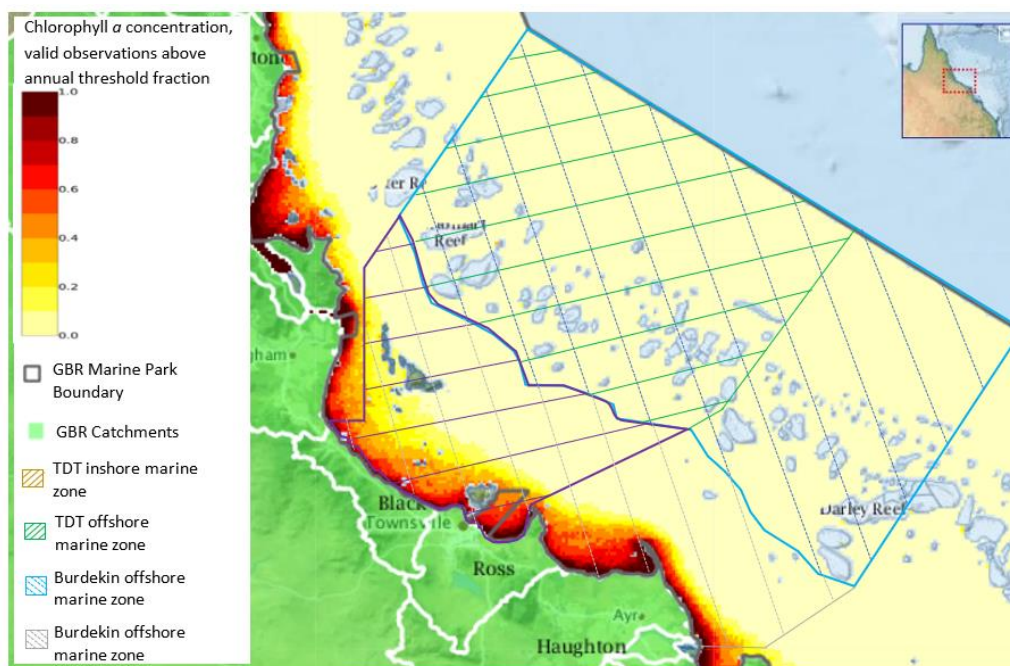 Chlorophyll a concentration,
valid observations above
annual threshold fraction
1.0
0.8
0.6
0.4
0.2
0.0
GBR Marine Park
Boundary
GBR Catchments
TDT inshore marine
zone
TDT offshore
marine zone
Burdekin offshore
marine zone
Burdekin offshore
marine zone
Reef
Darley Reef
Black
Townsville
Ross
Ayr
Haughton